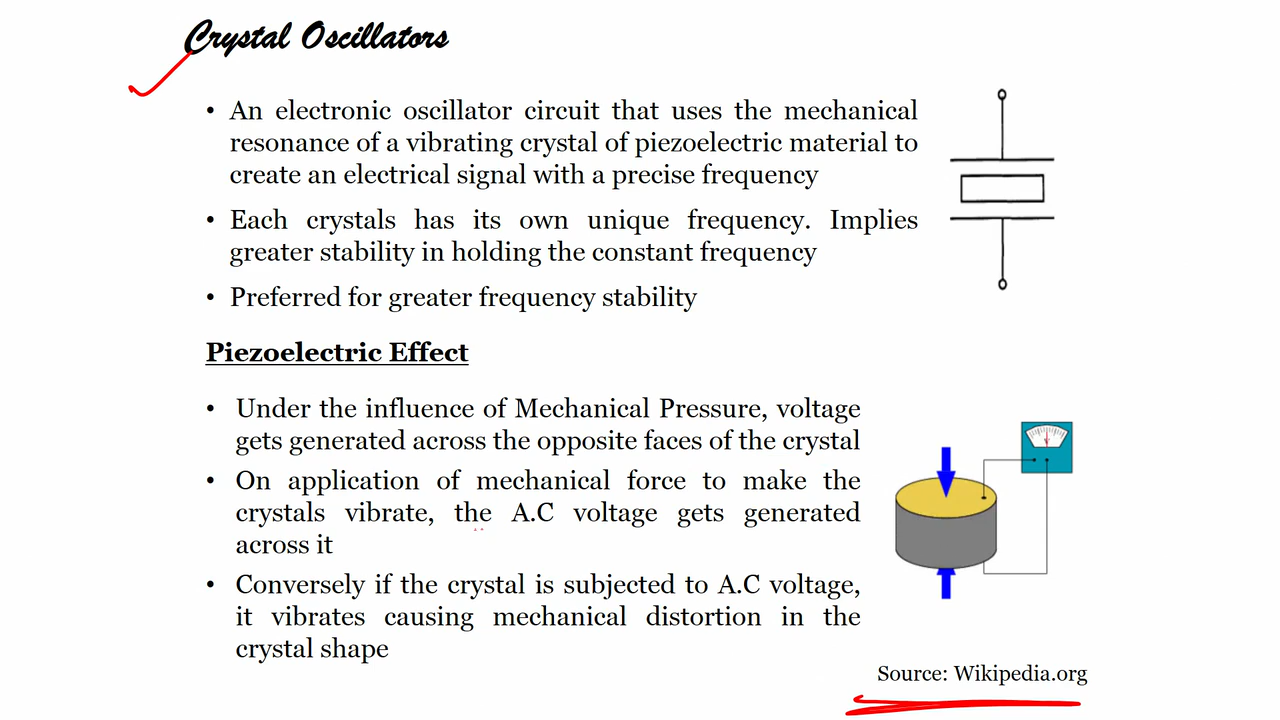 Crystal Oscillators
• An electronic oscillator circuit that uses the mechanical
resonance of a vibrating crystal of piezoelectric material to
create an electrical signal with a precise frequency
• Each crystals has its own unique frequency. Implies
greater stability in holding the constant frequency
• Preferred for greater frequency stability
Piezoelectric Effect
• Under the influence of Mechanical Pressure, voltage
gets generated across the opposite faces of the crystal
• On application of mechanical force to make the
crystals vibrate, the A.C voltage gets generated
across it
• Conversely if the crystal is subjected to A.C voltage,
it vibrates causing mechanical distortion in the
crystal shape
V
Source: Wikipedia.org